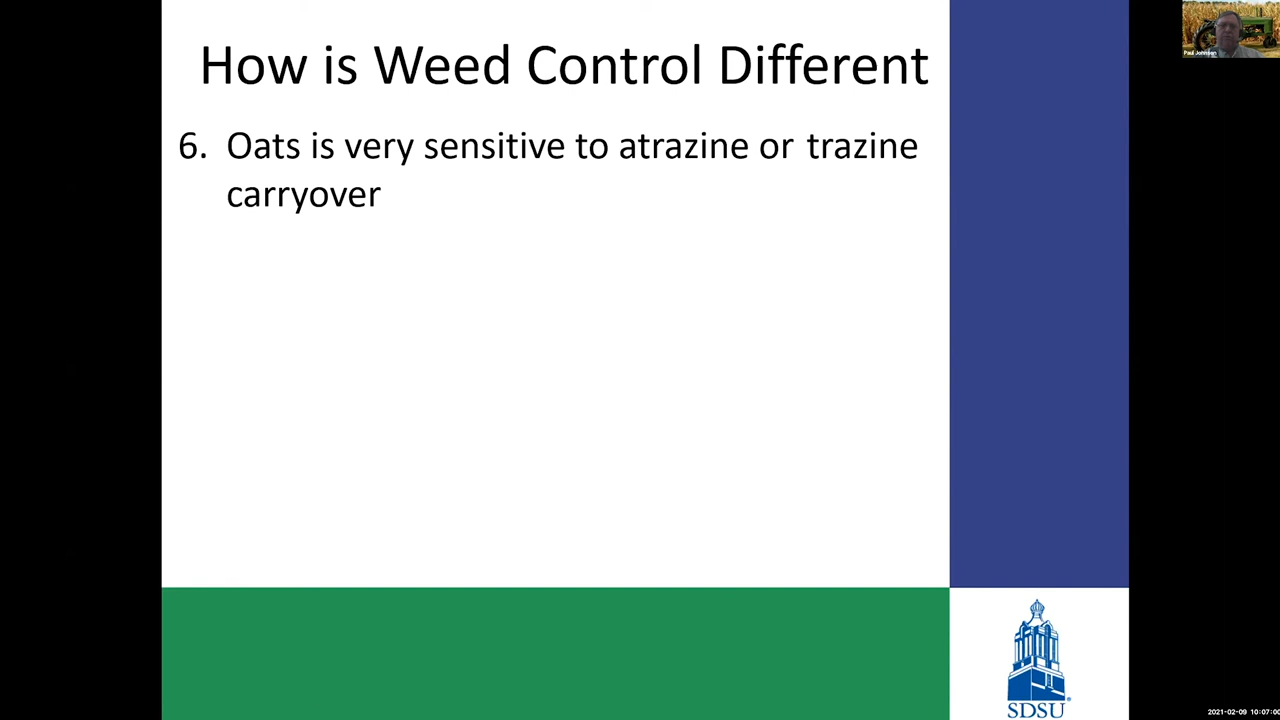 How is Weed Control Different
6. Oats is very sensitive to atrazine or trazine
carryover
Paul Johnson
SDSU
2021-02-09 10:07:00